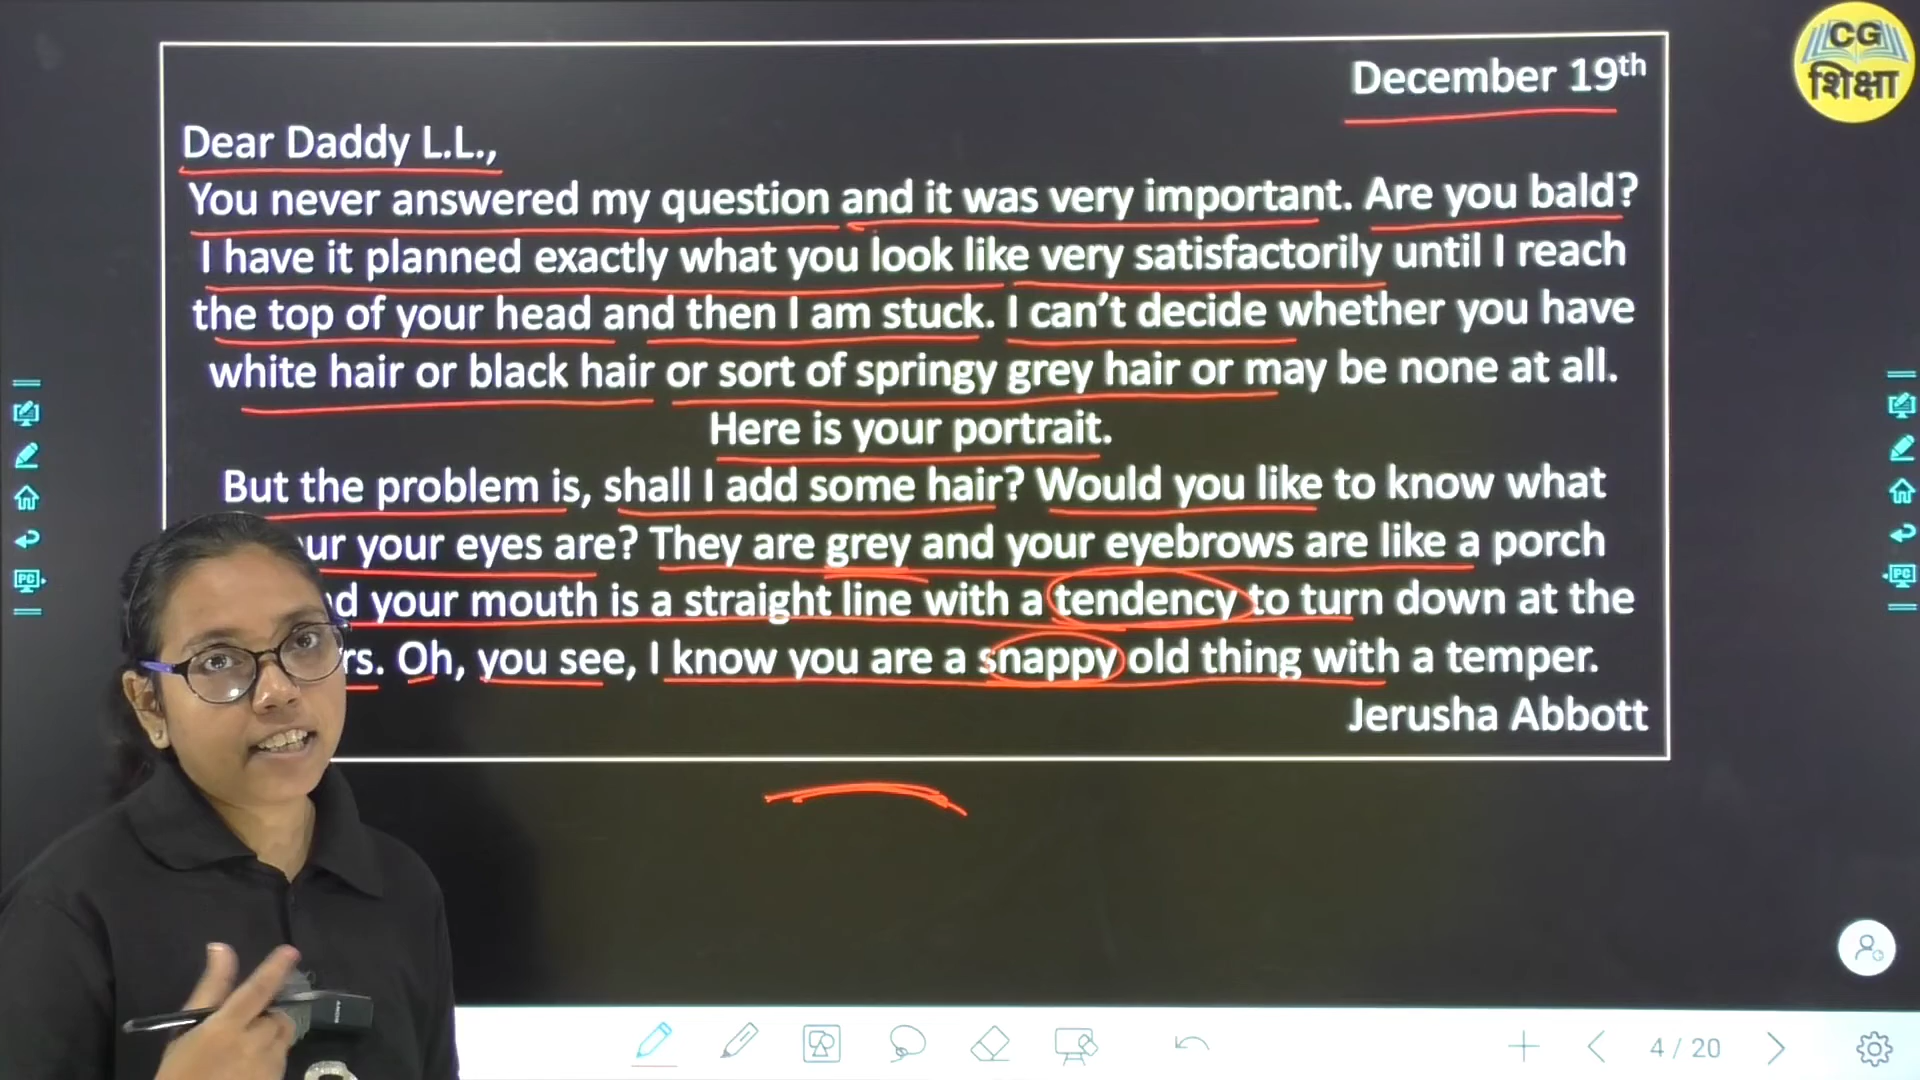 CG
शिक्षा
December 19th
Dear Daddy L.L.,
You never answered my question and it was very important. Are you bald?
I have it planned exactly what you look like very satisfactorily until I reach
the top of your head and then I am stuck. I can't decide whether you have
white hair or black hair or sort of springy grey hair or may be none at all.
Here is your portrait.
But the problem is, shall I add some hair? Would you like to know what
ur your eyes are? They are grey and your eyebrows are like a porch
d your mouth is a straight line with a tendency to turn down at the
rs. Oh, you see, I know you are a snappy old thing with a temper.
Jerusha Abbott
PC
PC
4 / 20